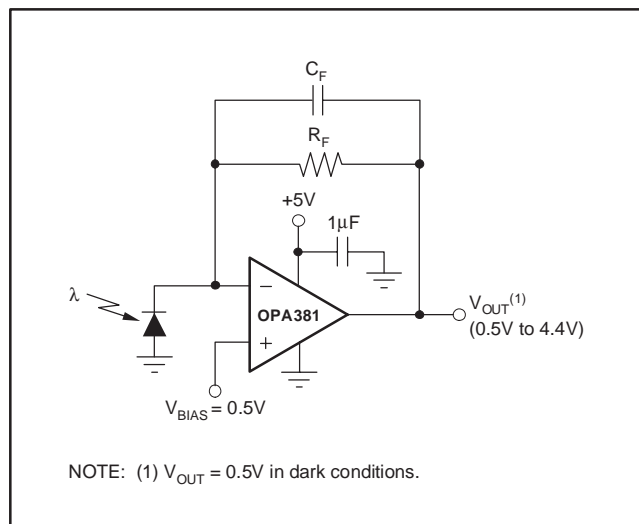 C_F
R_F
+5V
1μF
λ
−
OPA381
+
V_OUT(1)
(0.5V to 4.4V)
V_BIAS = 0.5V
NOTE: (1) V_OUT = 0.5V in dark conditions.